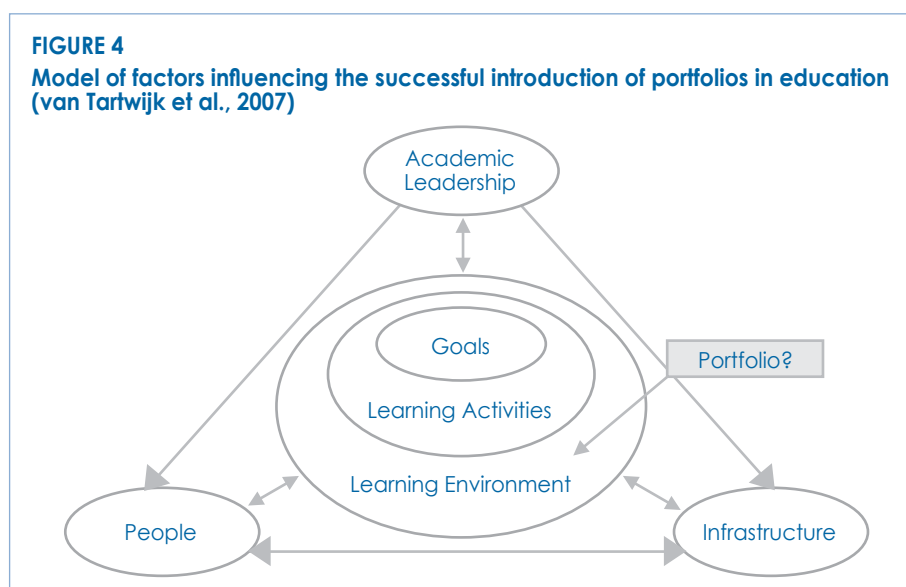 FIGURE 4
Model of factors influencing the successful introduction of portfolios in education
(van Tartwijk et al., 2007)
Academic
Leadership
Goals
Portfolio?
Learning Activities
Learning Environment
People
Infrastructure